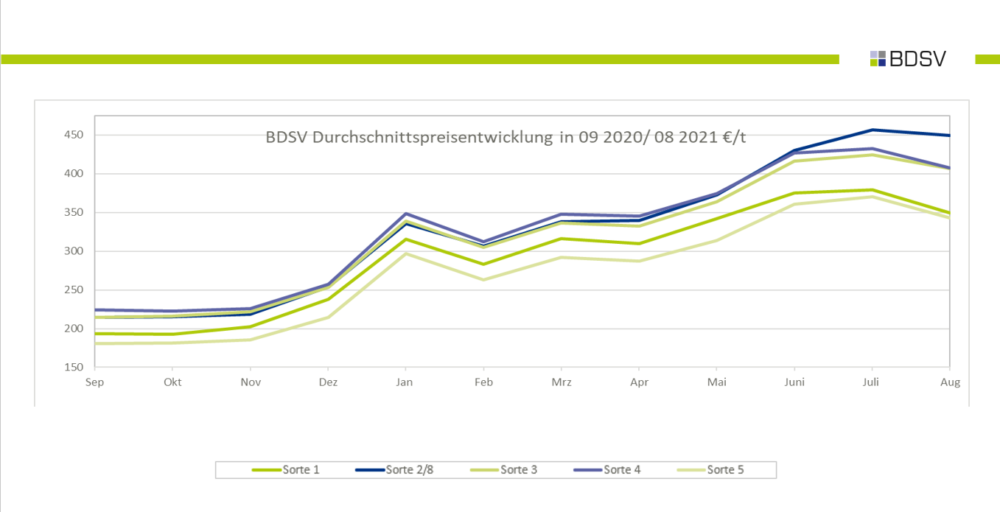 BDSV
BDSV Durchschnittspreisentwicklung in 09 2020/ 08 2021 €/t
450
400
350
300
250
200
150
Sep Okt Nov Dez Jan Feb Mrz Apr Mai Juni Juli Aug
Sorte 1 Sorte 2/8 Sorte 3 Sorte 4 Sorte 5